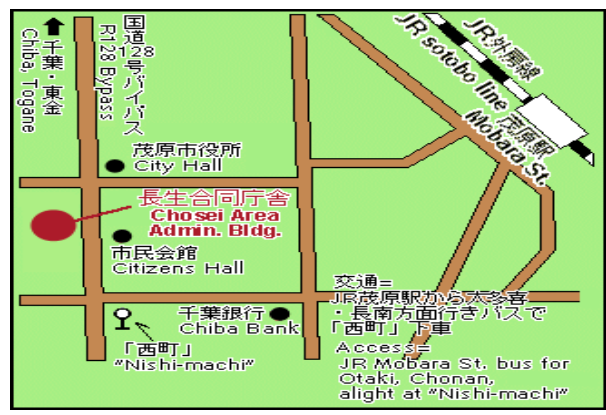 千葉・東金
Chiba, Togane
国道128号バイパス
R128 Bypass
JR外房線
JR sotobo line
茂原駅
Mobara St.
茂原市役所
City Hall
長生合同庁舎
Chosei Area
Admin. Bldg.
市民会館
Citizens Hall
千葉銀行
Chiba Bank
「西町」
"Nishi-machi"
交通=
JR茂原駅から大多喜
・長南方面行きバスで
「西町」下車
Access=
JR Mobara St. bus for
Otaki, Chonan,
alight at "Nishi-machi"